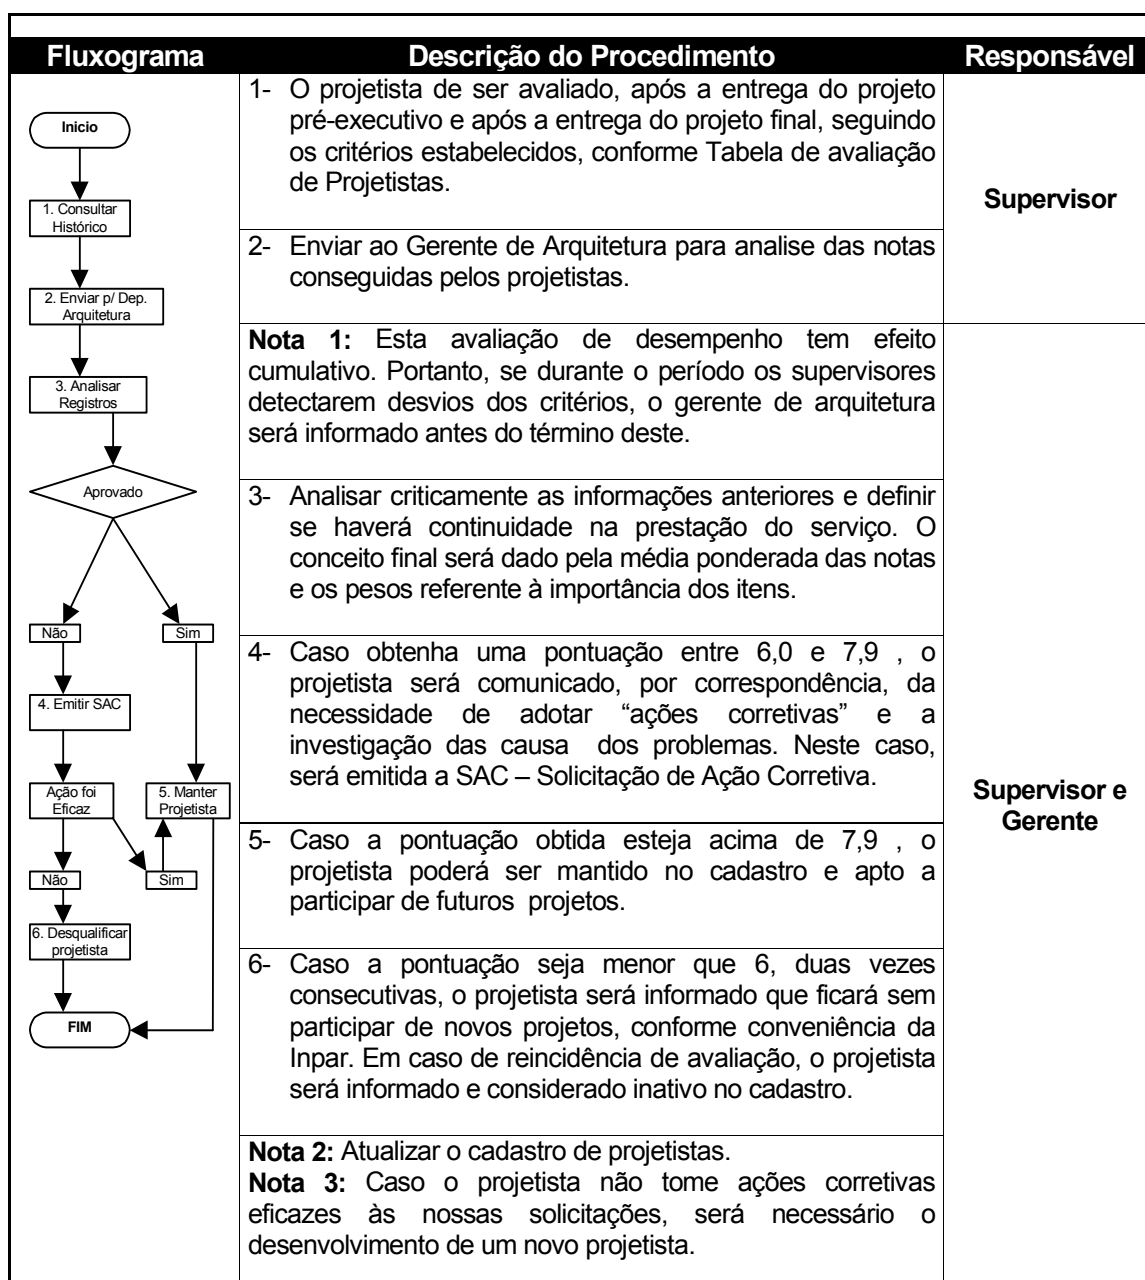 Fluxograma
Descrição do Procedimento
Responsável
Inicio
1. Consultar
Histórico
2. Enviar p/ Dep.
Arquitetura
3. Analisar
Registros
Aprovado
Não
Sim
4. Emitir SAC
Ação foi
Eficaz
5. Manter
Projetista
Não
Sim
6. Desqualificar
projetista
FIM
1- O projetista de ser avaliado, após a entrega do projeto
pré-executivo e após a entrega do projeto final, seguindo
os critérios estabelecidos, conforme Tabela de avaliação
de Projetistas.
2- Enviar ao Gerente de Arquitetura para analise das notas
conseguidas pelos projetistas.
Supervisor
Nota 1: Esta avaliação de desempenho tem efeito
cumulativo. Portanto, se durante o período os supervisores
detectarem desvios dos critérios, o gerente de arquitetura
será informado antes do término deste.
3- Analisar criticamente as informações anteriores e definir
se haverá continuidade na prestação do serviço. O
conceito final será dado pela média ponderada das notas
e os pesos referente à importância dos itens.
4- Caso obtenha uma pontuação entre 6,0 e 7,9 , o
projetista será comunicado, por correspondência, da
necessidade de adotar “ações corretivas” e a
investigação das causa dos problemas. Neste caso,
será emitida a SAC – Solicitação de Ação Corretiva.
5- Caso a pontuação obtida esteja acima de 7,9 , o
projetista poderá ser mantido no cadastro e apto a
participar de futuros projetos.
6- Caso a pontuação seja menor que 6, duas vezes
consecutivas, o projetista será informado que ficará sem
participar de novos projetos, conforme conveniência da
Inpar. Em caso de reincidência de avaliação, o projetista
será informado e considerado inativo no cadastro.
Nota 2: Atualizar o cadastro de projetistas.
Nota 3: Caso o projetista não tome ações corretivas
eficazes às nossas solicitações, será necessário o
desenvolvimento de um novo projetista.
Supervisor e
Gerente